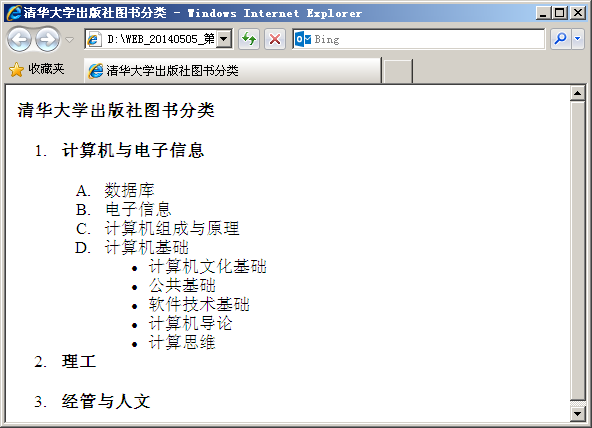 清华大学出版社图书分类 - Windows Internet Explorer
D:\WEB_20140505_第
Bing
收藏夹
清华大学出版社图书分类
清华大学出版社图书分类
1. 计算机与电子信息
A. 数据库
B. 电子信息
C. 计算机组成与原理
D. 计算机基础
• 计算机文化基础
• 公共基础
• 软件技术基础
• 计算机导论
• 计算思维
2. 理工
3. 经管与人文